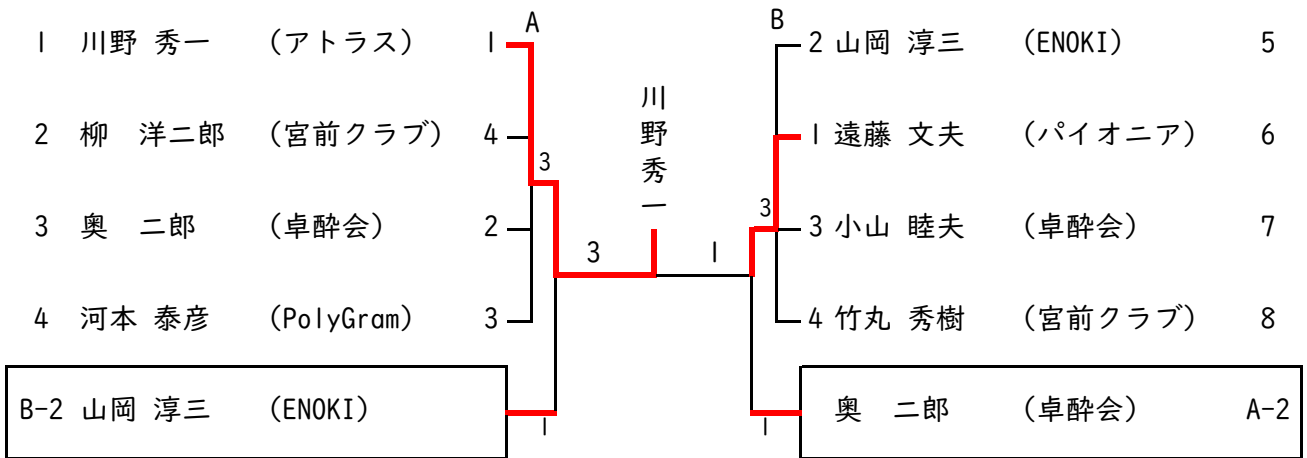 A B
1 川野 秀一 (アトラス) 1 2 山岡 淳三 (ENOKI) 5
川野秀一
2 柳 洋二郎 (宮前クラブ) 4 1 遠藤 文夫 (パイオニア) 6
3 3
3 奥 二郎 (卓酔会) 2 3 小山 睦夫 (卓酔会) 7
3 1
4 河本 泰彦 (PolyGram) 3 4 竹丸 秀樹 (宮前クラブ) 8
B-2 山岡 淳三 (ENOKI) 1 1 奥 二郎 (卓酔会) A-2